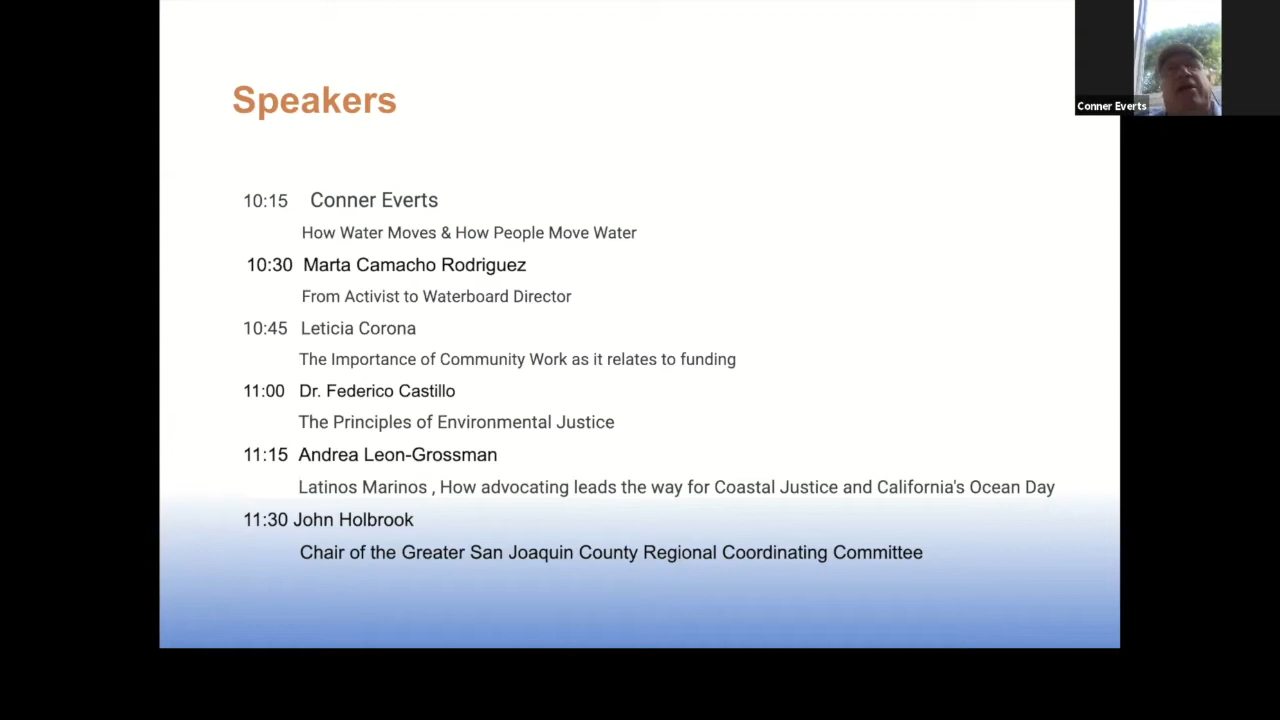 Speakers
Conner Everts
10:15 Conner Everts
How Water Moves & How People Move Water
10:30 Marta Camacho Rodriguez
From Activist to Waterboard Director
10:45 Leticia Corona
The Importance of Community Work as it relates to funding
11:00 Dr. Federico Castillo
The Principles of Environmental Justice
11:15 Andrea Leon-Grossman
Latinos Marinos , How advocating leads the way for Coastal Justice and California's Ocean Day
11:30 John Holbrook
Chair of the Greater San Joaquin County Regional Coordinating Committee